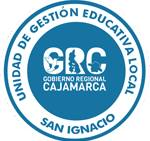 UNIDAD DE GESTIÓN EDUCATIVA LOCAL
GRC
GOBIERNO REGIONAL
CAJAMARCA
SAN IGNACIO